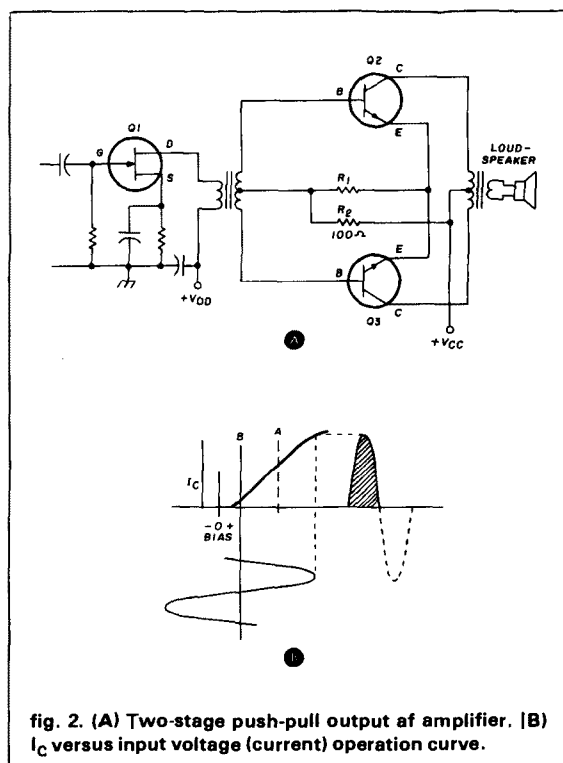 Q2
C
B
E
Q1
D
G
S
R1
R2
100Ω
LOUD-
SPEAKER
+VDD
E
B
C
Q3
+VCC
A
B
A
IC
- 0 +
BIAS
B
fig. 2. (A) Two-stage push-pull output af amplifier. (B)
IC versus input voltage (current) operation curve.